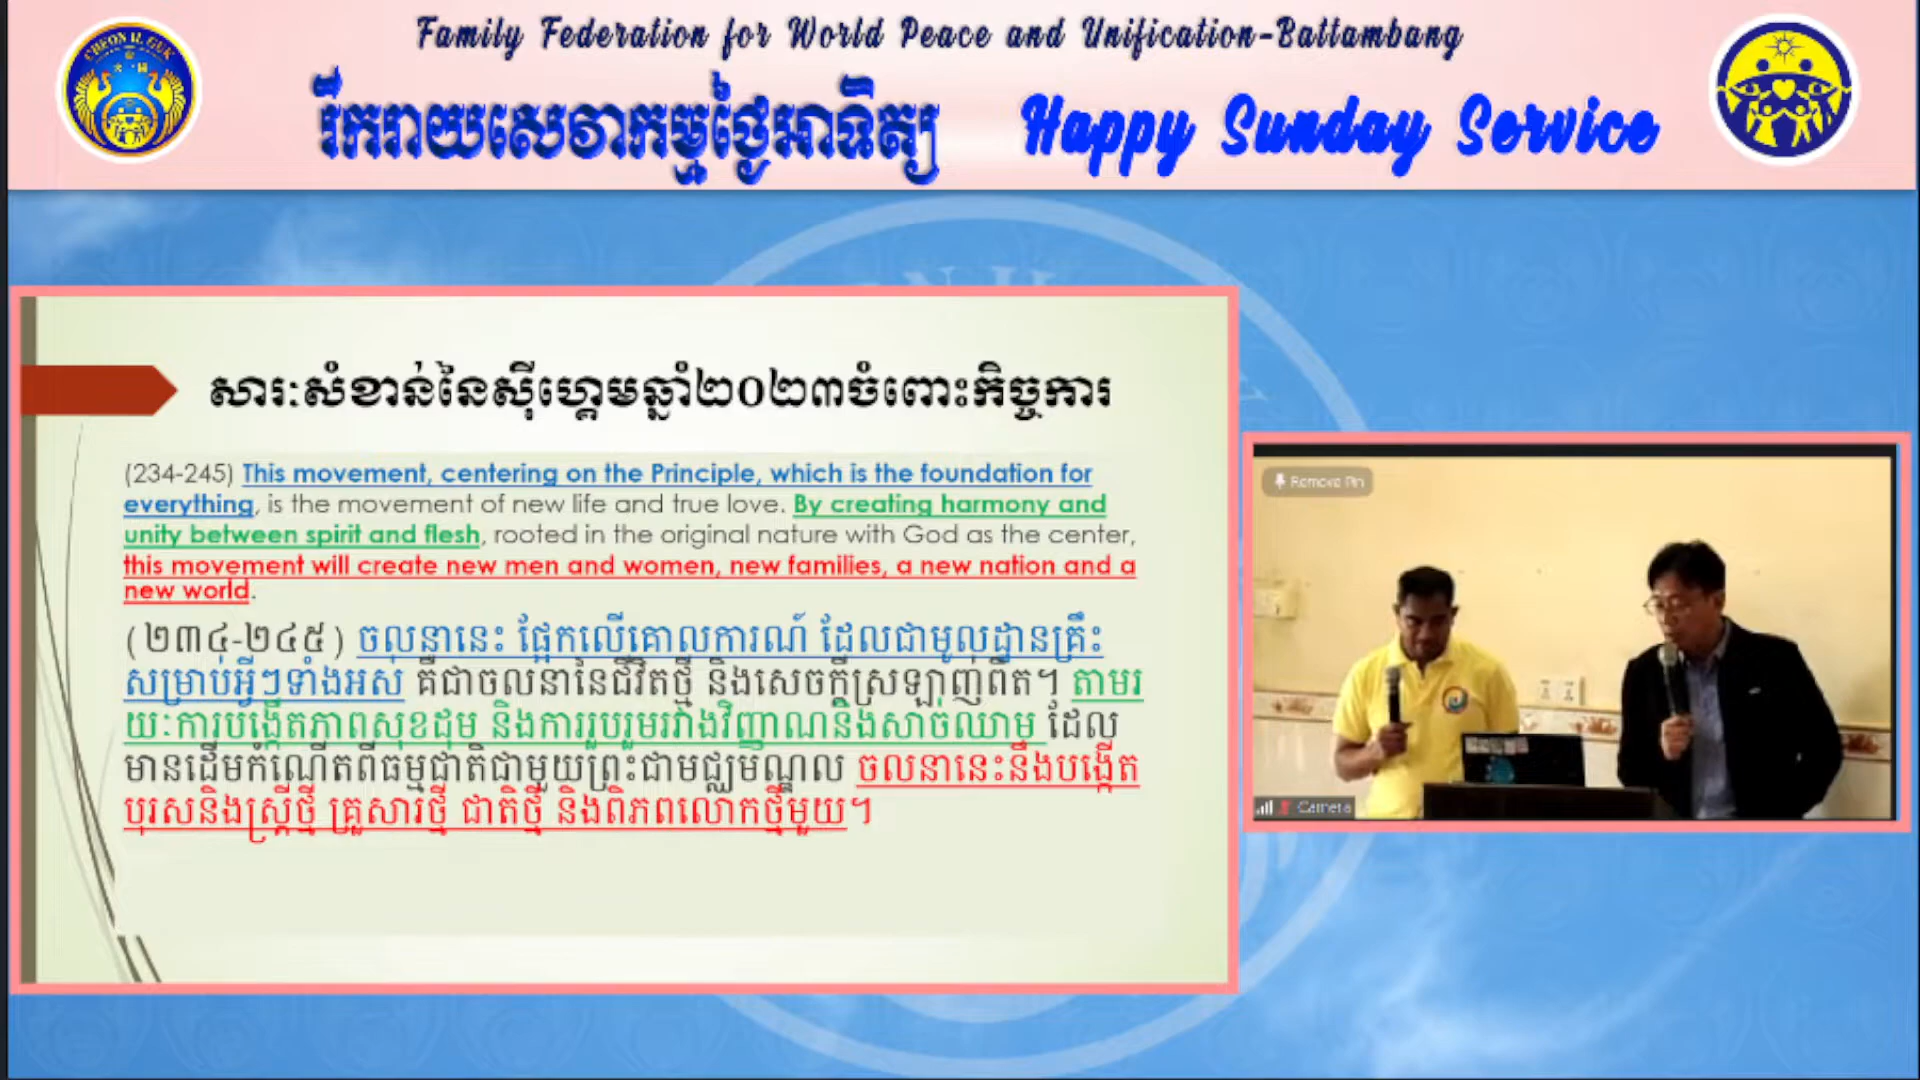 Family Federation for World Peace and Unification-Battambang
រីករាយសេវាកម្មថ្ងៃអាទិត្យ Happy Sunday Service
CHEON IL GUK
សារៈសំខាន់នៃស៊ីហ្គេមឆ្នាំ២០២៣ចំពោះកិច្ចការ
(234-245) This movement, centering on the Principle, which is the foundation for
everything, is the movement of new life and true love. By creating harmony and
unity between spirit and flesh, rooted in the original nature with God as the center,
this movement will create new men and women, new families, a new nation and a
new world.
(២៣៤-២៤៥) ចលនានេះ ផ្អែកលើគោលការណ៍ ដែលជាមូលដ្ឋានគ្រឹះ
សម្រាប់អ្វីៗទាំងអស់ គឺជាចលនានៃជីវិតថ្មី និងសេចក្តីស្រឡាញ់ពិត។ តាមរ
យៈការបង្កើតភាពសុខដុម និងការរួបរួមរវាងវិញ្ញាណនិងសាច់ឈាម ដែល
មានដើមកំណើតពីធម្មជាតិជាមួយព្រះជាមជ្ឈមណ្ឌល ចលនានេះនឹងបង្កើត
បុរសនិងស្ត្រីថ្មី គ្រួសារថ្មី ជាតិថ្មី និងពិភពលោកថ្មីមួយ។
Remove Pin
Camera